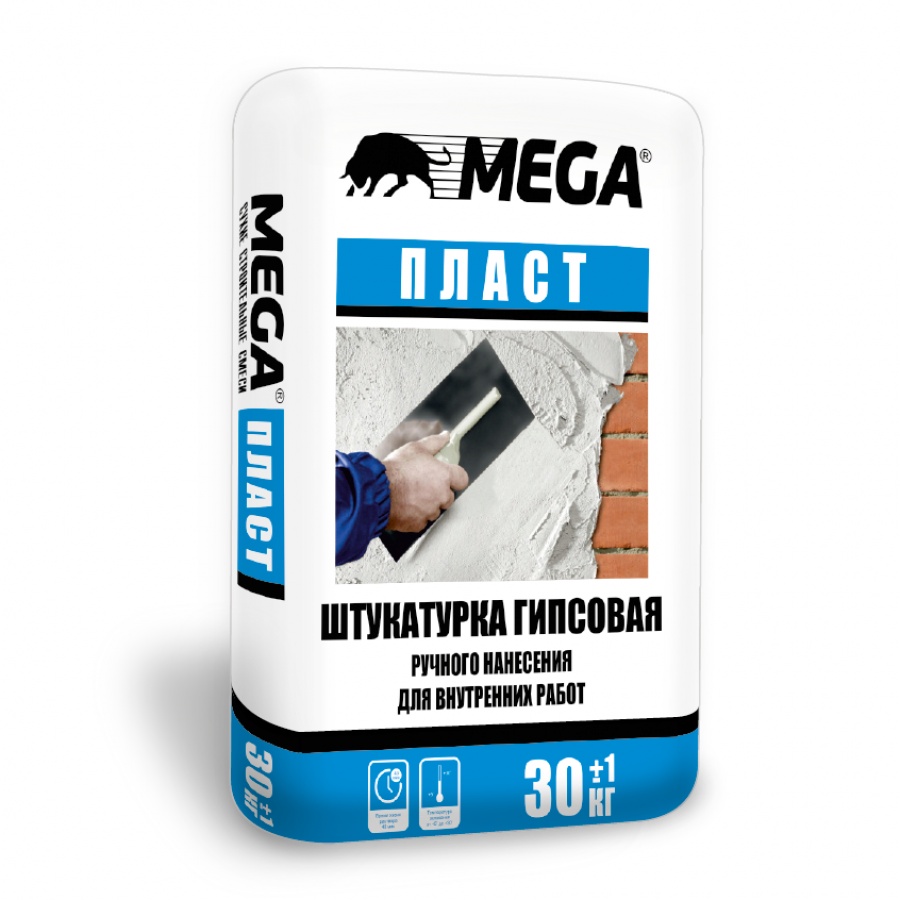 MEGA®
ПЛАСТ
ШТУКАТУРКА ГИПСОВАЯ
РУЧНОГО НАНЕСЕНИЯ
ДЛЯ ВНУТРЕННИХ РАБОТ
30±1 КГ
MEGA®
СУХИЕ СТРОИТЕЛЬНЫЕ СМЕСИ
ПЛАСТ
30±1 КГ